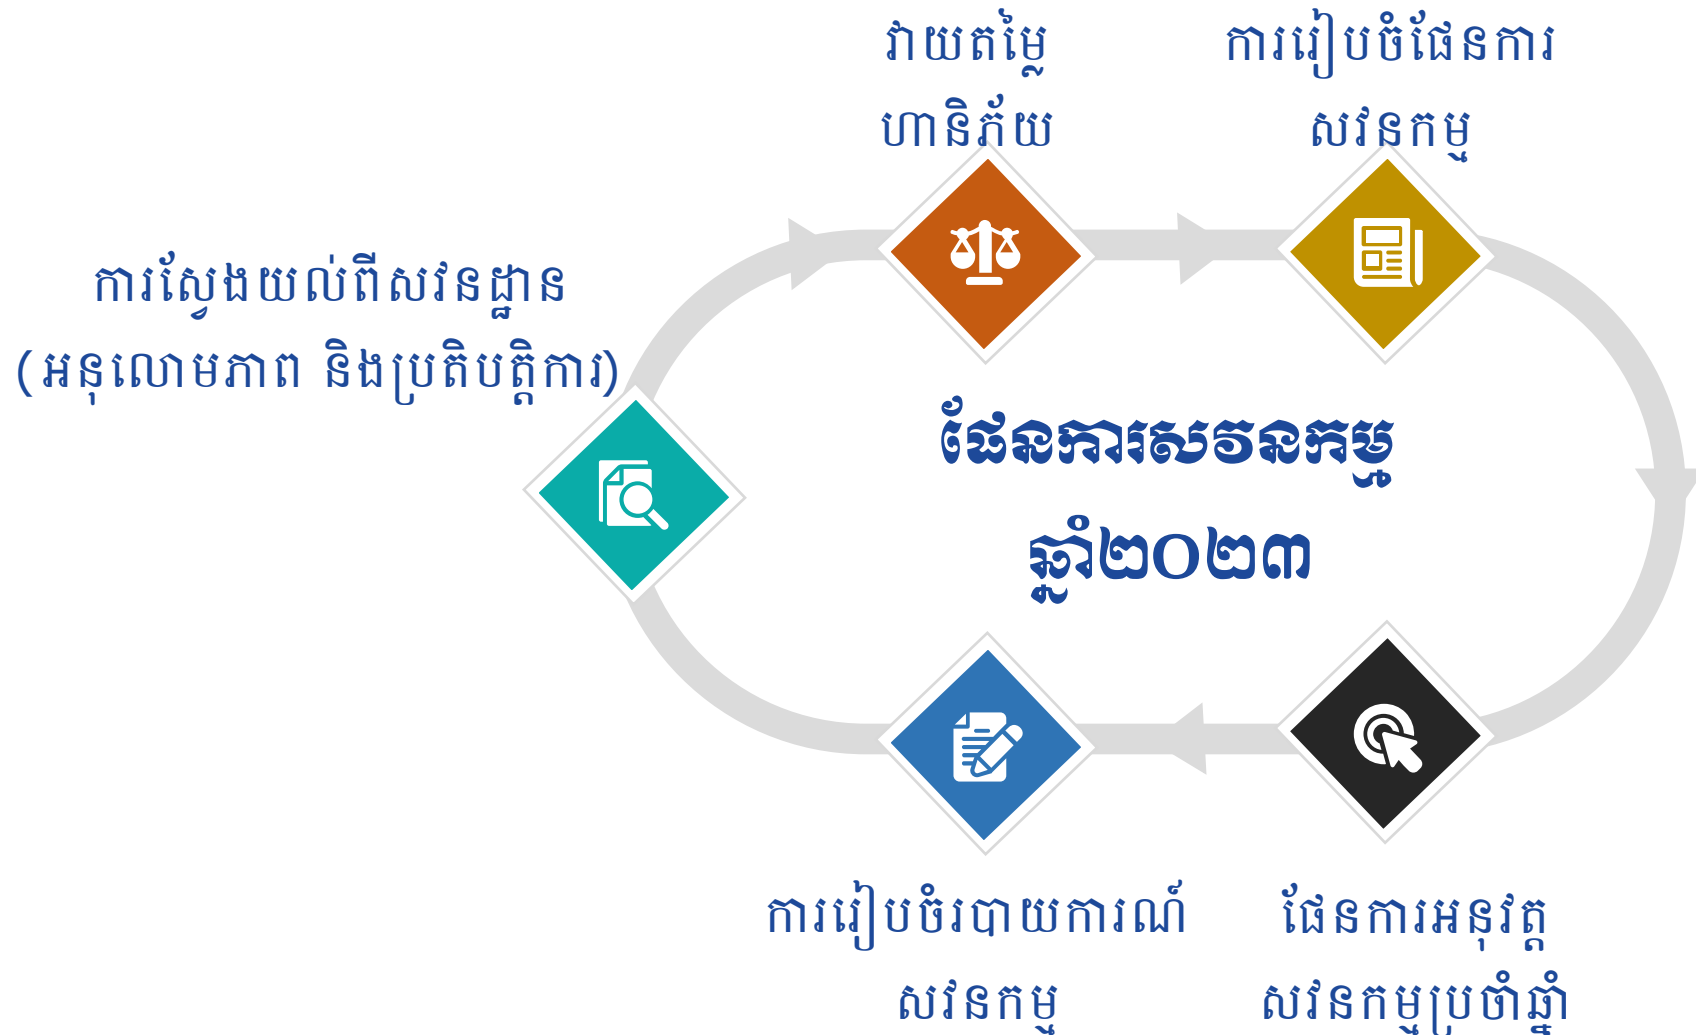 វាយតម្លៃ
ហានិភ័យ
ការរៀបចំផែនការ
សវនកម្ម
ការស្វែងយល់ពីសវនដ្ឋាន
(អនុលោមភាព និងប្រតិបត្តិការ)
ផែនការសវនកម្ម
ឆ្នាំ២០២៣
ការរៀបចំរបាយការណ៍
សវនកម្ម
ផែនការអនុវត្ត
សវនកម្មប្រចាំឆ្នាំ